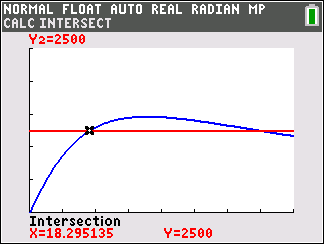 NORMAL FLOAT AUTO REAL RADIAN MP
CALC INTERSECT
Y2=2500
Intersection
X=18.295135 Y=2500